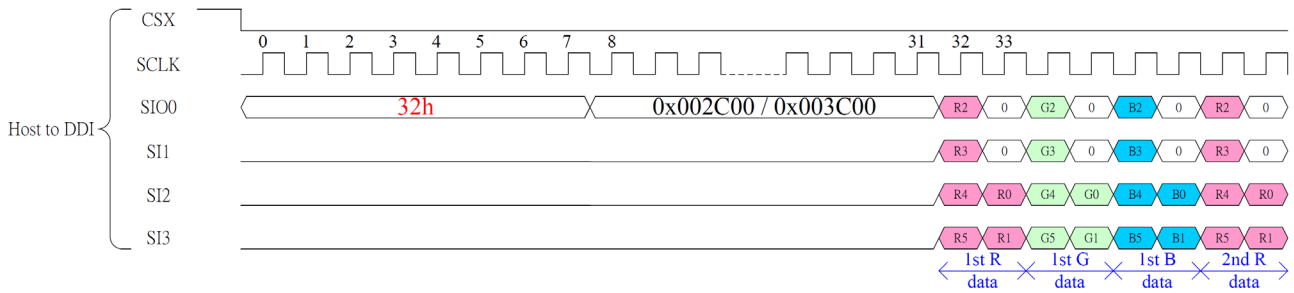 CSX
0 1 2 3 4 5 6 7 8 31 32 33
SCLK
SIO0 32h 0x002C00 / 0x003C00 R2 0 G2 0 B2 0 R2 0
Host to DDI
SI1 R3 0 G3 0 B3 0 R3 0
SI2 R4 R0 G4 G0 B4 B0 R4 R0
SI3 R5 R1 G5 G1 B5 B1 R5 R1
1st R 1st G 1st B 2nd R
data data data data